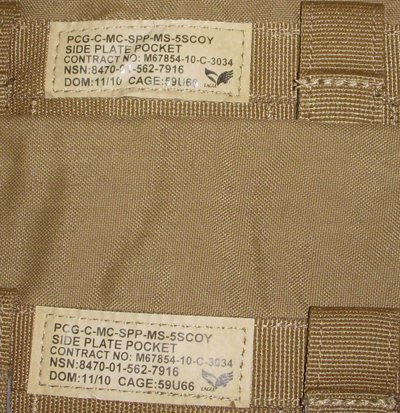 PCG-C-MC-SPP-MS-5SCOY
SIDE PLATE POCKET
CONTRACT NO: M67854-10-C-3034
NSN:8470-01-562-7916
DOM:11/10 CAGE:59U66
EAGLE
PCG-C-MC-SPP-MS-5SCOY
SIDE PLATE POCKET
CONTRACT NO: M67854-10-C-3034
NSN:8470-01-562-7916
DOM:11/10 CAGE:59U66
EAGLE